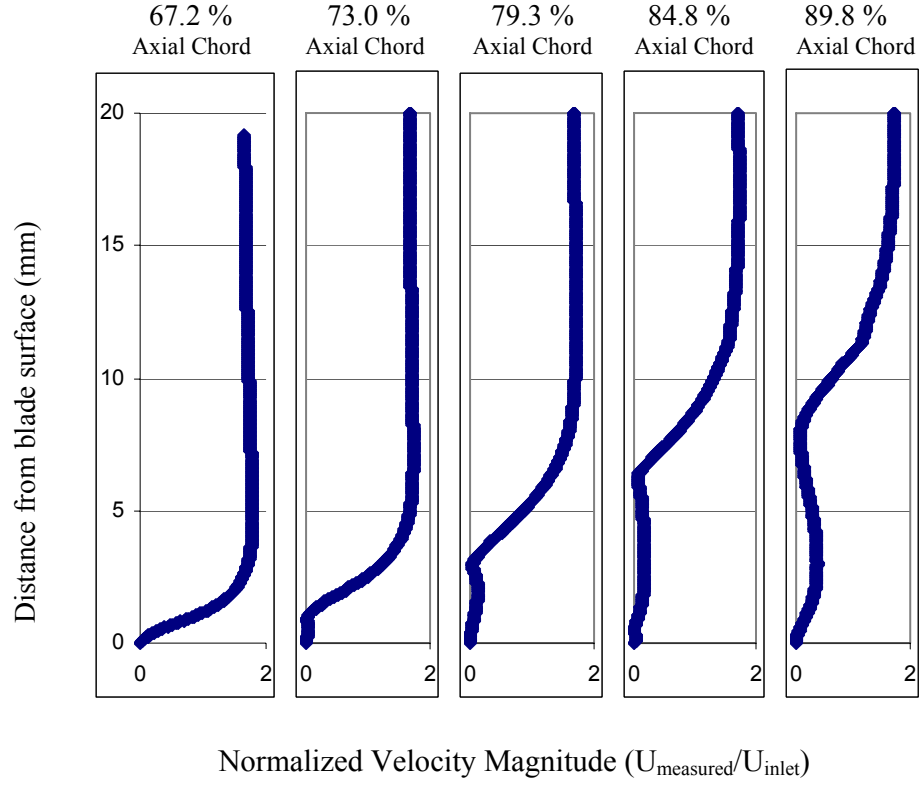 67.2 % 73.0 % 79.3 % 84.8 % 89.8 %
Axial Chord Axial Chord Axial Chord Axial Chord Axial Chord
20
15
10
5
0
0 2 0 2 0 2 0 2 0 2
Distance from blade surface (mm)
Normalized Velocity Magnitude (Umeasured/Uinlet)